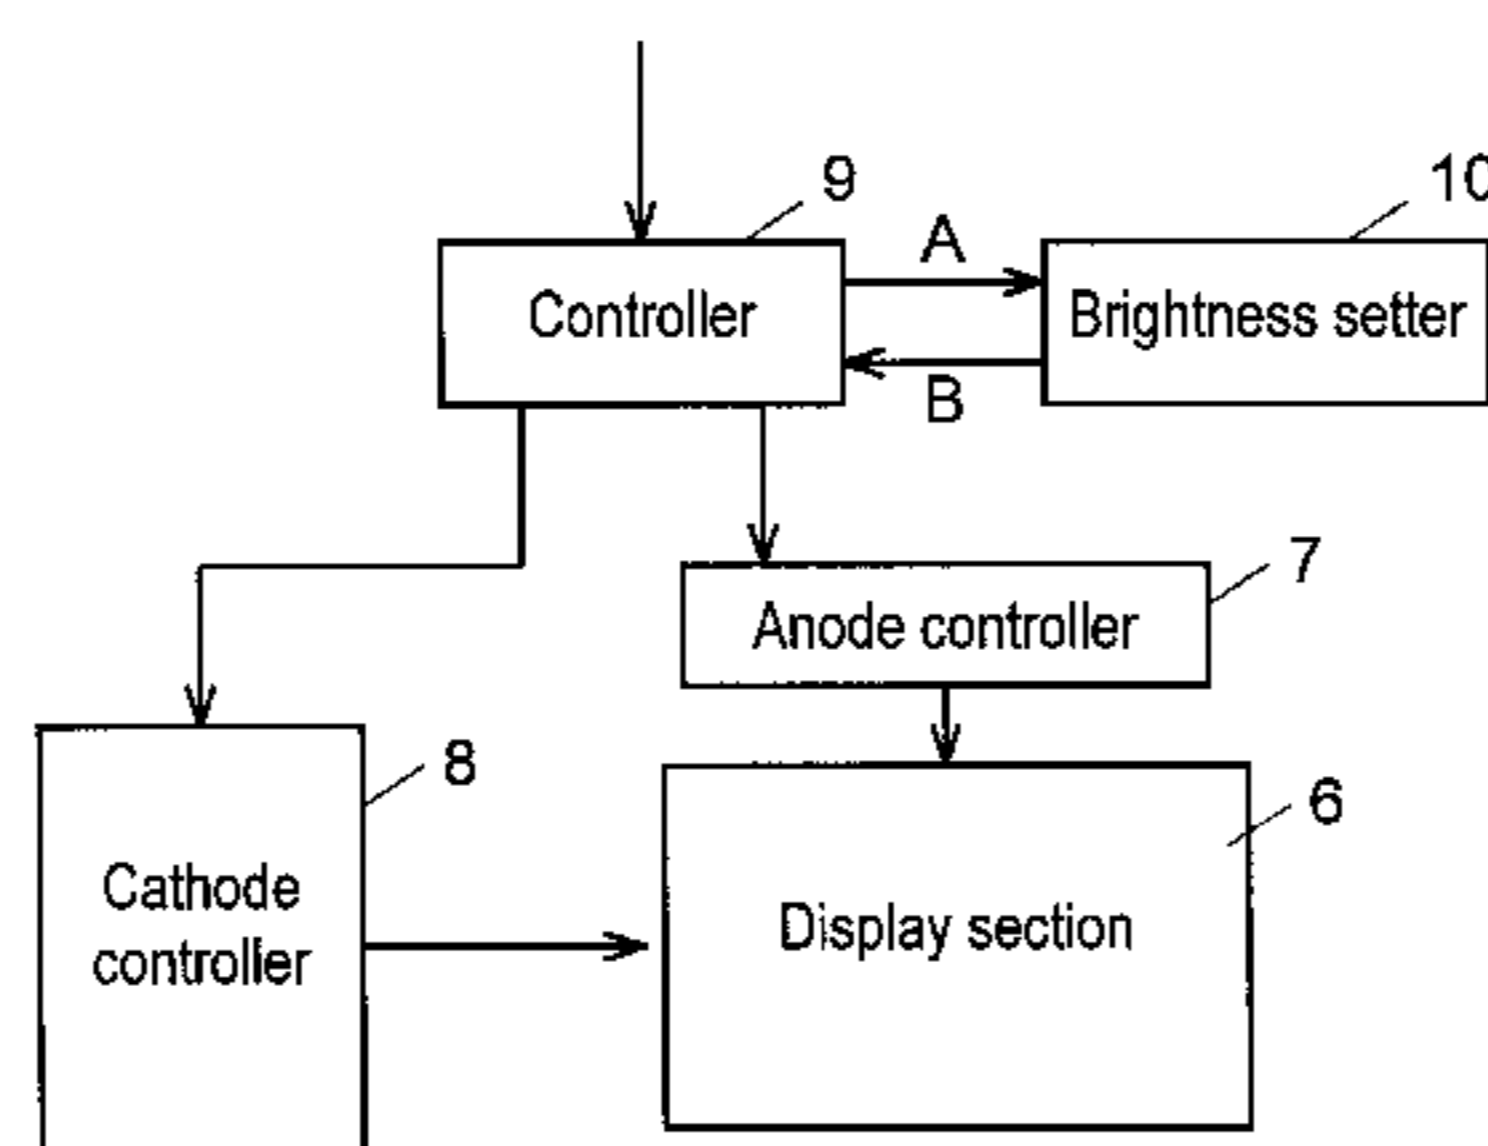 9
10
A
Controller
Brightness setter
B
7
Anode controller
8
6
Cathode
controller
Display section